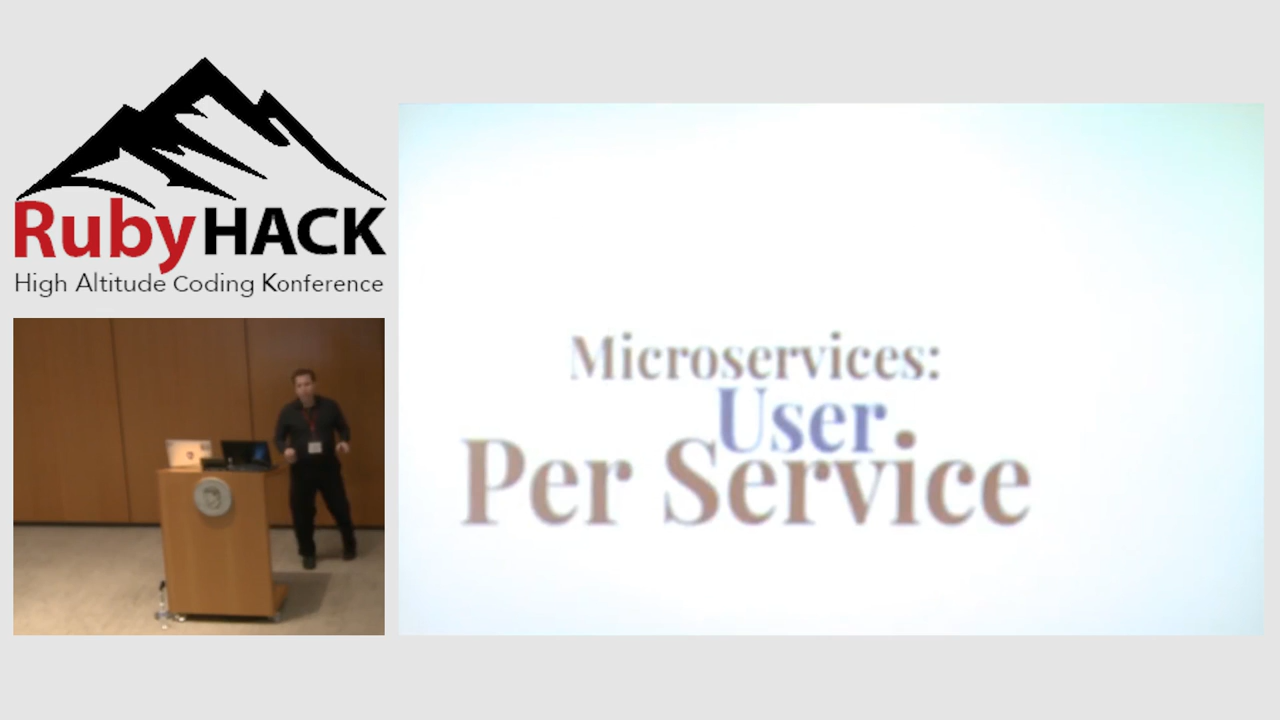 RubyHACK
High Altitude Coding Konference
Microservices:
User
Per Service